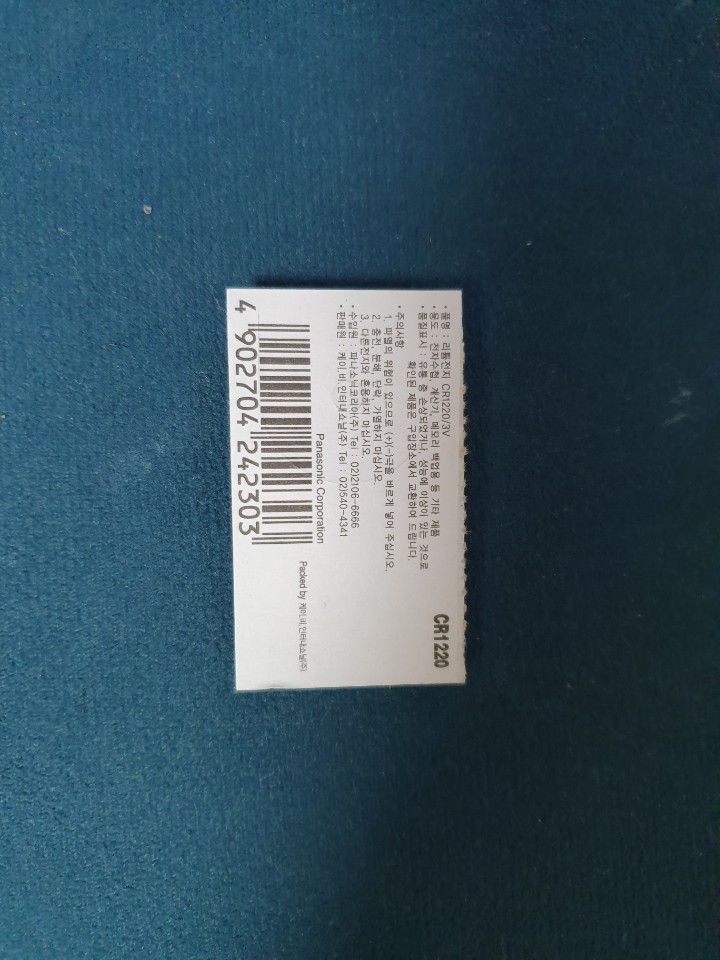 CR1220
• 품명 : 리튬전지 CR1220/3V
• 용도 : 전자수첩, 계산기, 메모리 백업용 등 기타 제품
• 품질표시 : 유통 중 손상되었거나, 성능에 이상이 있는 것으로
확인된 제품은 구입장소에서 교환하여 드립니다.
• 주의사항
1. 파열의 위험이 있으므로 (+)(-)극을 바르게 넣어 주십시오.
2. 충전, 분해, 단락, 가열하지 마십시오.
3. 다른전지와 혼용하지 마십시오.
• 수입원 : 파나소닉코리아(주) Tel : 02)2106-6666
• 판매원 : 케이.비.인터내쇼날(주) Tel : 02)540-4341
Panasonic Corporation
Packed by 케이.비.인터내쇼날(주)
4 902704 242303